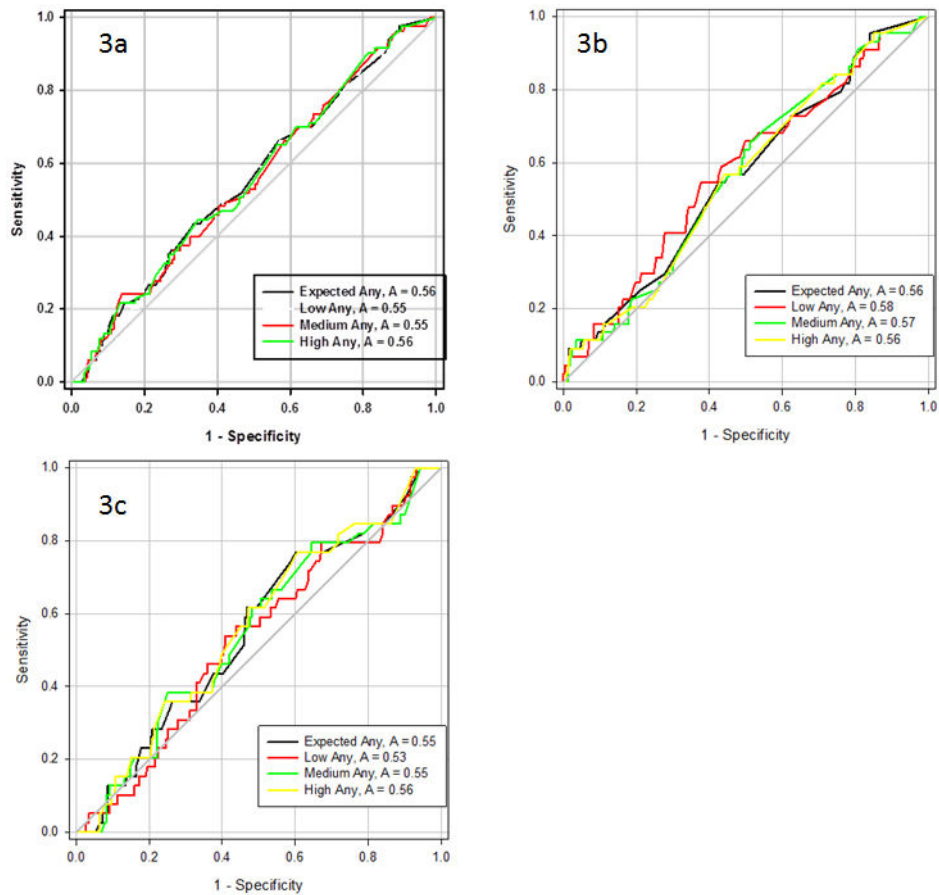 3a
1.0
0.8
0.6
0.4
0.2
0.0
Sensitivity
0.0 0.2 0.4 0.6 0.8 1.0
1 - Specificity
Expected Any, A = 0.56
Low Any, A = 0.55
Medium Any, A = 0.55
High Any, A = 0.56
3b
1.0
0.8
0.6
0.4
0.2
0.0
Sensitivity
0.0 0.2 0.4 0.6 0.8 1.0
1 - Specificity
Expected Any, A = 0.56
Low Any, A = 0.58
Medium Any, A = 0.57
High Any, A = 0.56
3c
1.0
0.8
0.6
0.4
0.2
0.0
Sensitivity
0.0 0.2 0.4 0.6 0.8 1.0
1 - Specificity
Expected Any, A = 0.55
Low Any, A = 0.53
Medium Any, A = 0.55
High Any, A = 0.56